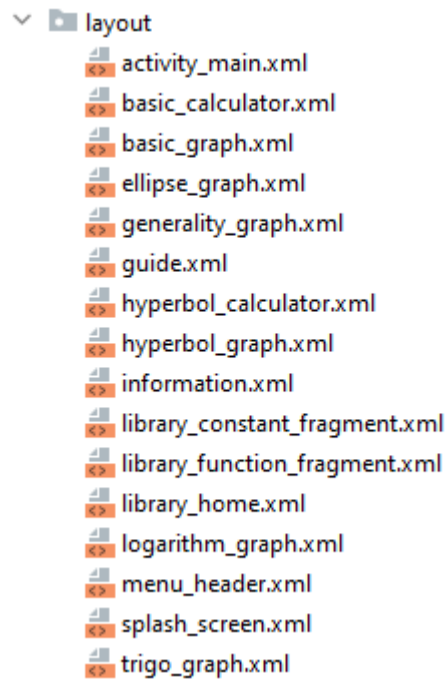 layout
activity_main.xml
basic_calculator.xml
basic_graph.xml
ellipse_graph.xml
generality_graph.xml
guide.xml
hyperbol_calculator.xml
hyperbol_graph.xml
information.xml
library_constant_fragment.xml
library_function_fragment.xml
library_home.xml
logarithm_graph.xml
menu_header.xml
splash_screen.xml
trigo_graph.xml